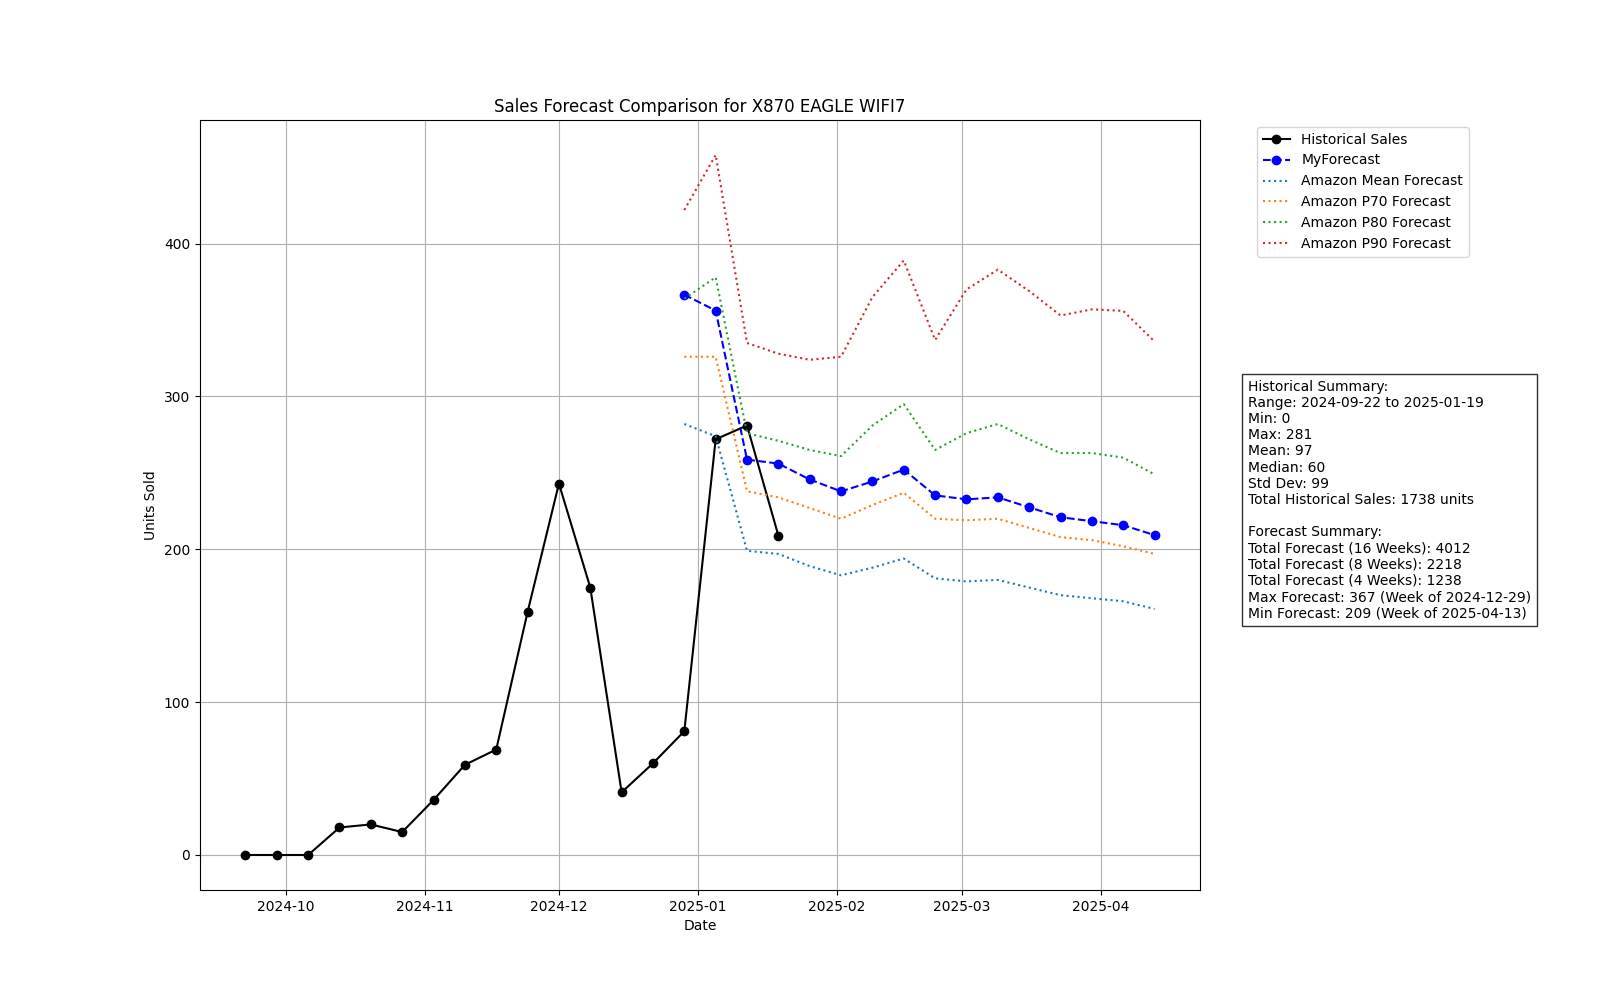 Sales Forecast Comparison for X870 EAGLE WIFI7
Historical Sales
MyForecast
Amazon Mean Forecast
Amazon P70 Forecast
Amazon P80 Forecast
Amazon P90 Forecast
400
300
200
100
0
Units Sold
2024-10
2024-11
2024-12
2025-01
2025-02
2025-03
2025-04
Date
Historical Summary:
Range: 2024-09-22 to 2025-01-19
Min: 0
Max: 281
Mean: 97
Median: 60
Std Dev: 99
Total Historical Sales: 1738 units
Forecast Summary:
Total Forecast (16 Weeks): 4012
Total Forecast (8 Weeks): 2218
Total Forecast (4 Weeks): 1238
Max Forecast: 367 (Week of 2024-12-29)
Min Forecast: 209 (Week of 2025-04-13)